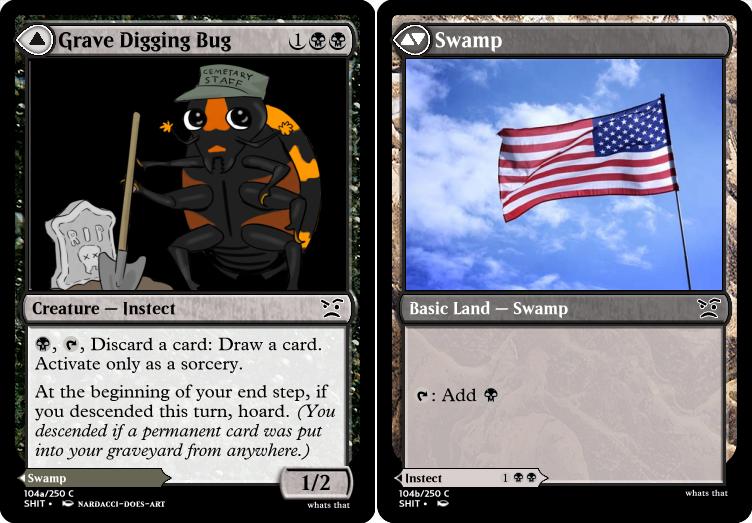 Grave Digging Bug 1
CEMETARY
STAFF
RIP
Creature — Instect
, Discard a card: Draw a card.
Activate only as a sorcery.
At the beginning of your end step, if
you descended this turn, hoard. (You
descended if a permanent card was put
into your graveyard from anywhere.)
Swamp
1/2
104a/250 C
SHIT • NARDACCI-DOES-ART
whats that
Swamp
Basic Land — Swamp
: Add
Instect 1
104b/250 C
SHIT •
whats that